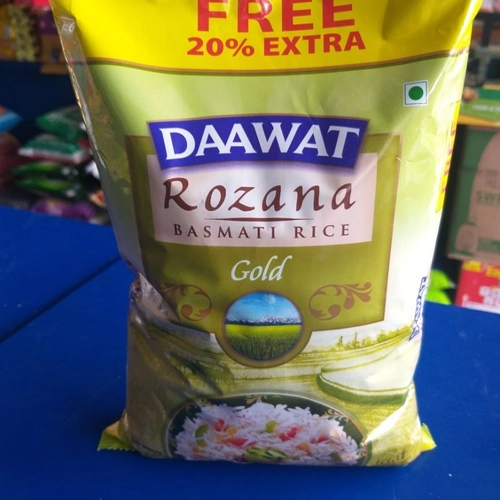 FREE
20% EXTRA
DAAWAT
Rozana
BASMATI RICE
Gold